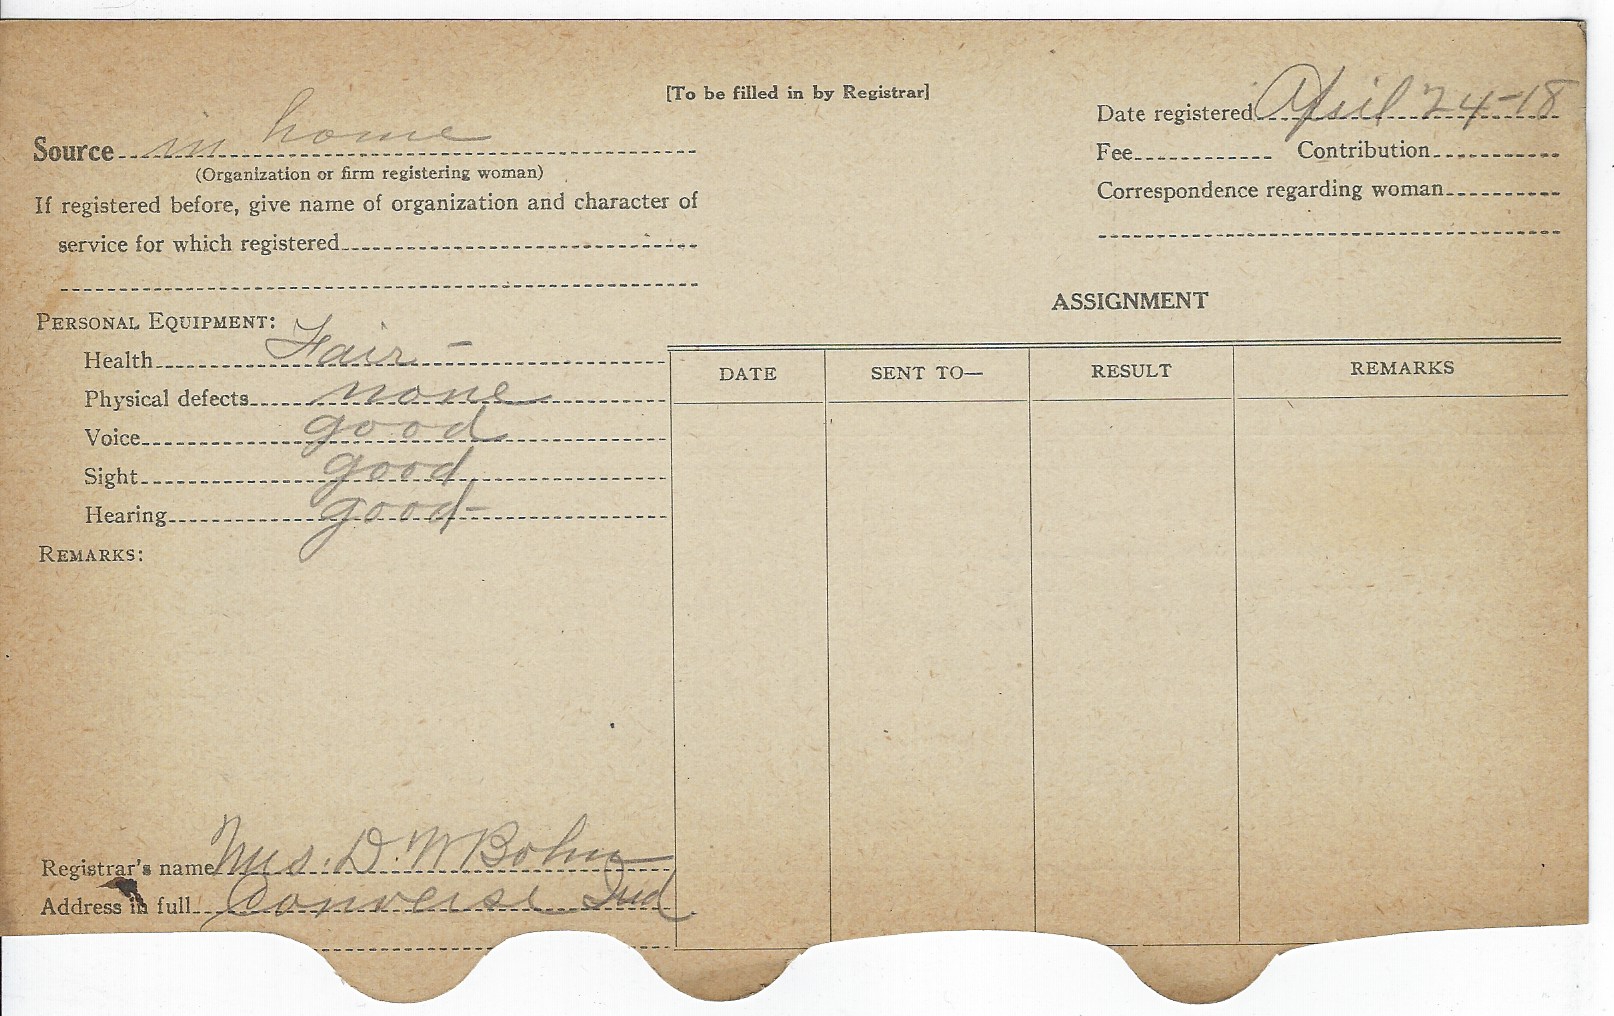 [To be filled in by Registrar]
Source in home
(Organization or firm registering woman)
If registered before, give name of organization and character of
service for which registered
Date registered April 24-18
Fee Contribution
Correspondence regarding woman
PERSONAL EQUIPMENT:
Health Fair-
Physical defects none
Voice good
Sight good
Hearing good-
REMARKS:
Registrar's name Mrs. D. W Bohn
Address in full Converse Ind.
ASSIGNMENT
DATE SENT TO— RESULT REMARKS